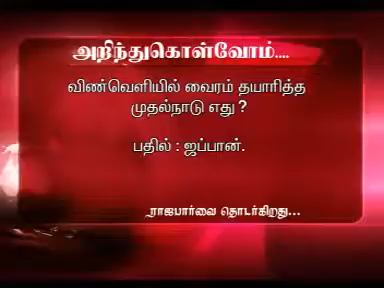 அறிந்துகொள்வோம்....
விண்வெளியில் வைரம் தயாரித்த
முதல்நாடு எது ?
பதில் : ஜப்பான்.
ராஜபார்வை தொடர்கிறது...